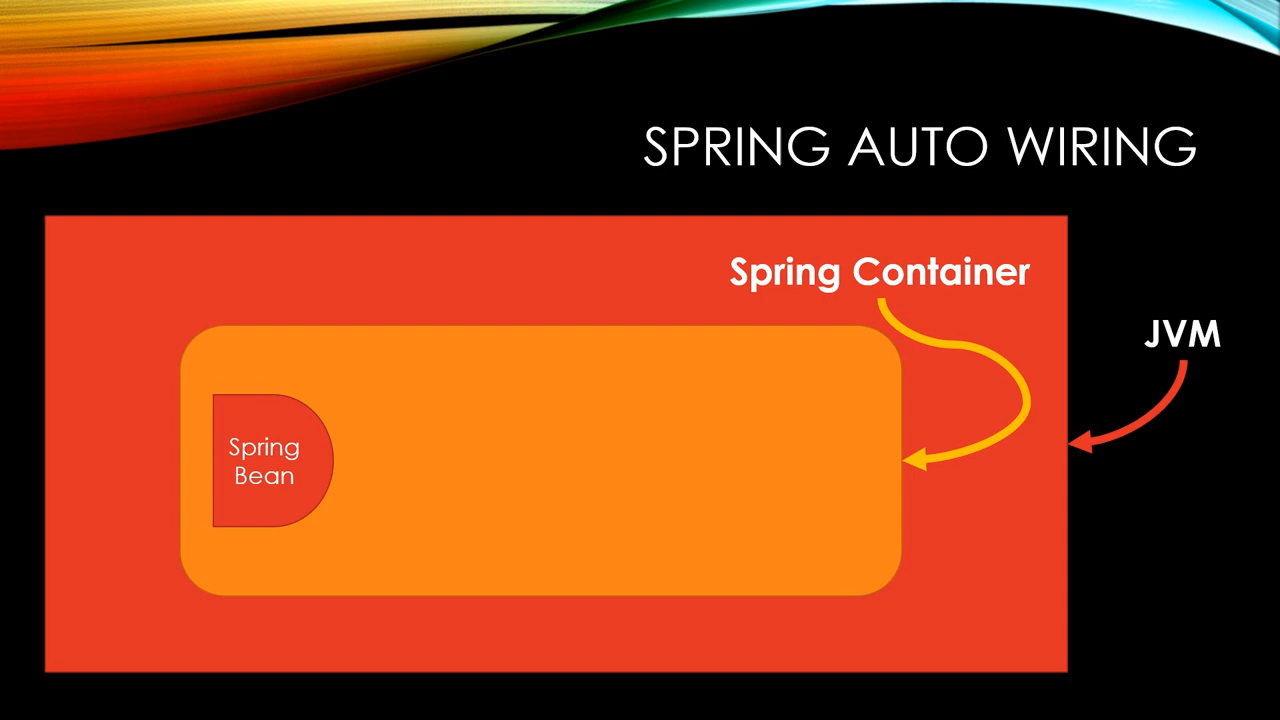 SPRING AUTO WIRING
Spring Container
JVM
Spring
Bean